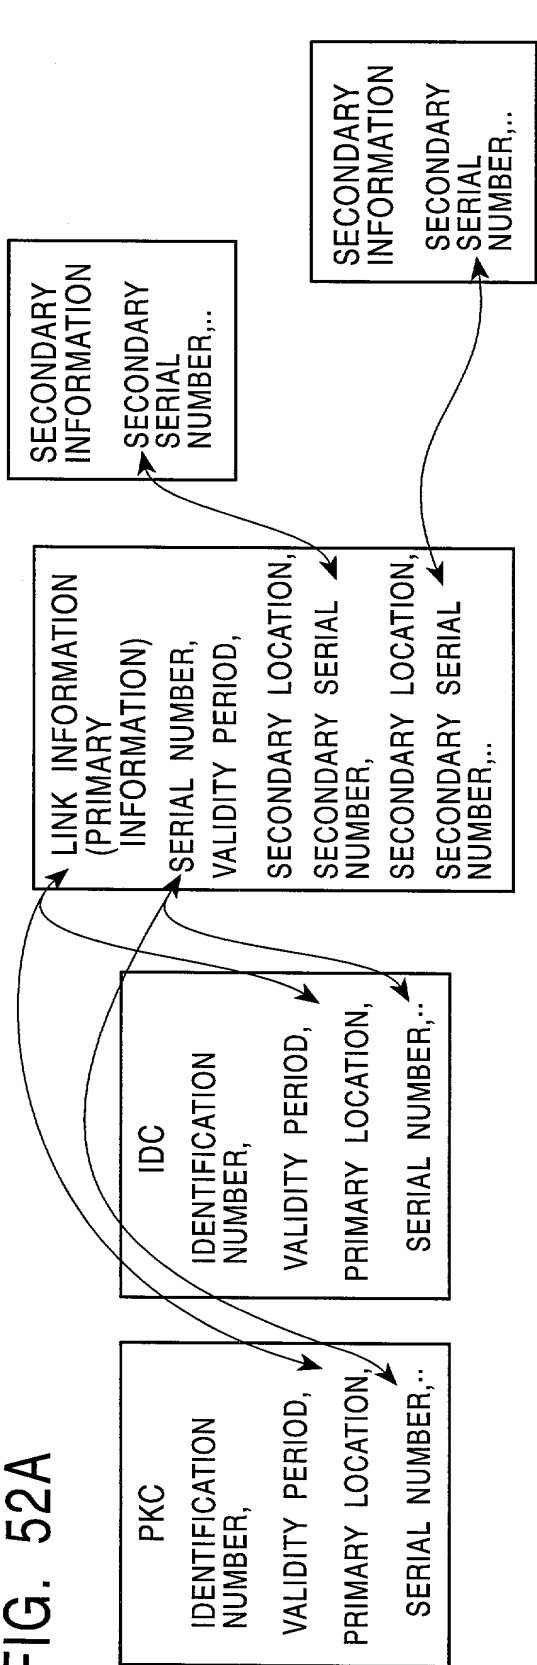 FIG. 52A
PKC
IDENTIFICATION
NUMBER,
VALIDITY PERIOD,
PRIMARY LOCATION,
SERIAL NUMBER,..
IDC
IDENTIFICATION
NUMBER,
VALIDITY PERIOD,
PRIMARY LOCATION,
SERIAL NUMBER,..
LINK INFORMATION
(PRIMARY
INFORMATION)
SERIAL NUMBER,
VALIDITY PERIOD,
SECONDARY LOCATION,
SECONDARY SERIAL
NUMBER,
SECONDARY LOCATION,
SECONDARY SERIAL
NUMBER,..
SECONDARY
INFORMATION
SECONDARY
SERIAL
NUMBER,..
SECONDARY
INFORMATION
SECONDARY
SERIAL
NUMBER,..